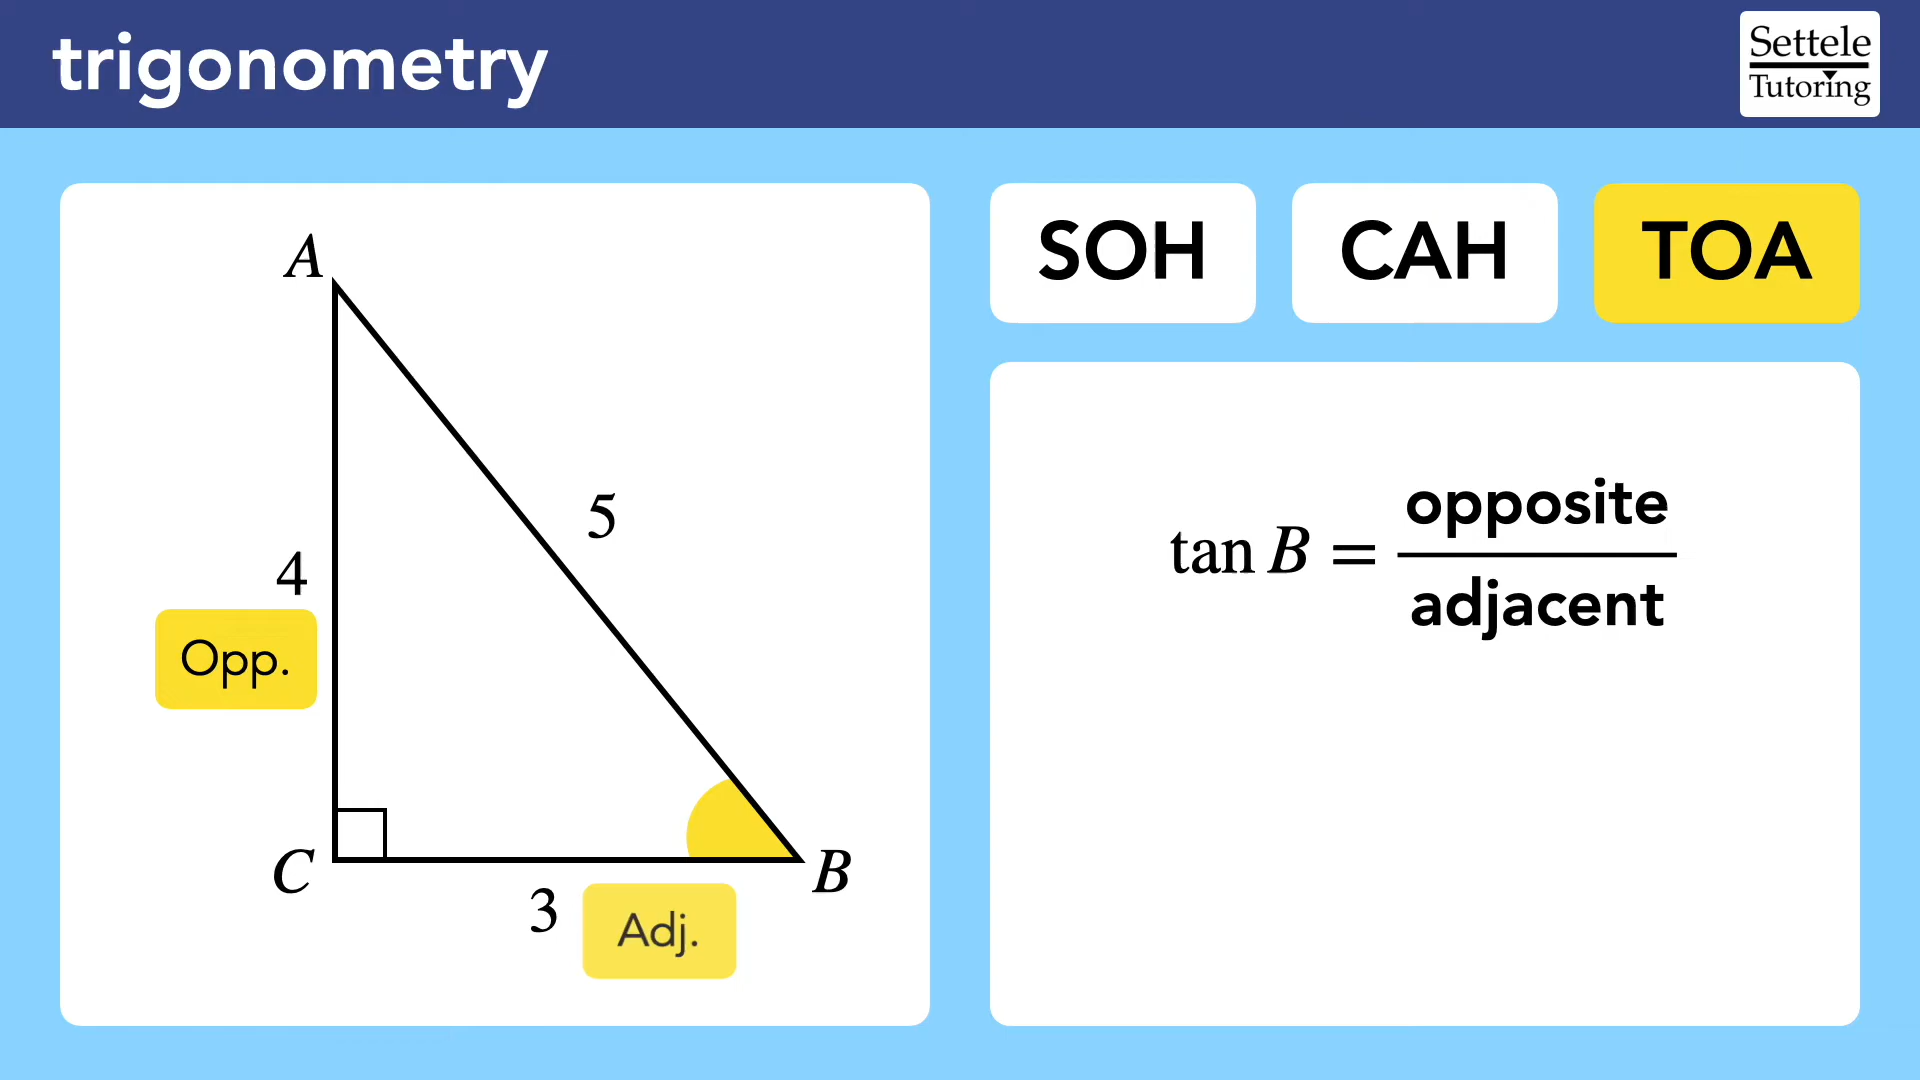 trigonometry
Settele
Tutoring
A
5
4
Opp.
C
B
3
Adj.
SOH
CAH
TOA
tan B = opposite
adjacent